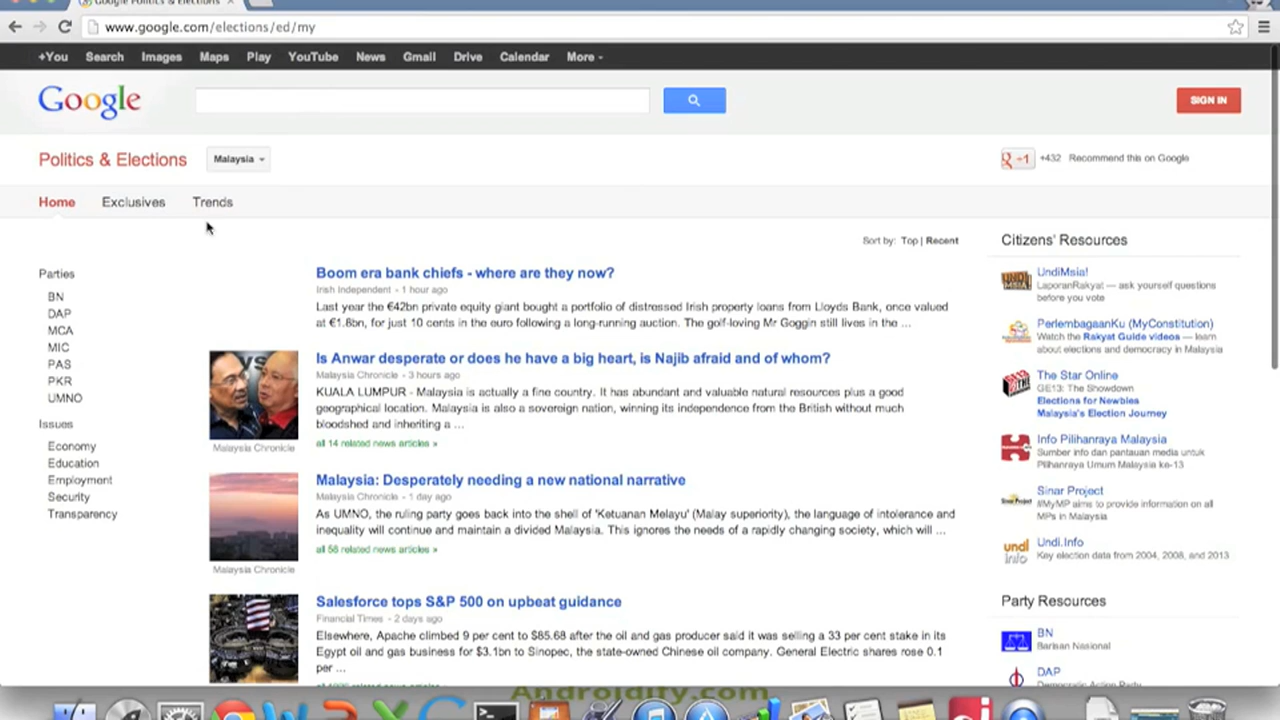 Google Politics & Elections
www.google.com/elections/ed/my
+You Search Images Maps Play YouTube News Gmail Drive Calendar More
Google
SIGN IN
Politics & Elections Malaysia
+1 +432 Recommend this on Google
Home Exclusives Trends
Sort by: Top | Recent
Parties
BN
DAP
MCA
MIC
PAS
PKR
UMNO
Issues
Economy
Education
Employment
Security
Transparency
Boom era bank chiefs - where are they now?
Irish Independent - 1 hour ago
Last year the €42bn private equity giant bought a portfolio of distressed Irish property loans from Lloyds Bank, once valued
at €1.8bn, for just 10 cents in the euro following a long-running auction. The golf-loving Mr Goggin still lives in the ...
Is Anwar desperate or does he have a big heart, is Najib afraid and of whom?
Malaysia Chronicle - 3 hours ago
KUALA LUMPUR - Malaysia is actually a fine country. It has abundant and valuable natural resources plus a good
geographical location. Malaysia is also a sovereign nation, winning its independence from the British without much
bloodshed and inheriting a ...
all 14 related news articles »
Malaysia Chronicle
Malaysia: Desperately needing a new national narrative
Malaysia Chronicle - 1 day ago
As UMNO, the ruling party goes back into the shell of 'Ketuanan Melayu' (Malay superiority), the language of intolerance and
inequality will continue and maintain a divided Malaysia. This ignores the needs of a rapidly changing society, which will ...
all 58 related news articles »
Malaysia Chronicle
Salesforce tops S&P 500 on upbeat guidance
Financial Times - 2 days ago
Elsewhere, Apache climbed 9 per cent to $85.68 after the oil and gas producer said it was selling a 33 per cent stake in its
Egypt oil and gas business for $3.1bn to Sinopec, the state-owned Chinese oil company. General Electric shares rose 0.1
per ...
Citizens' Resources
UndiMsia!
LaporanRakyat — ask yourself questions
before you vote
PerlembagaanKu (MyConstitution)
Watch the Rakyat Guide videos — learn
about elections and democracy in Malaysia
The Star Online
GE13: The Showdown
Elections for Newbies
Malaysia's Election Journey
Info Pilihanraya Malaysia
Sumber info dan pantauan media untuk
Pilihanraya Umum Malaysia ke-13
Sinar Project
#MyMP aims to provide information on all
MPs in Malaysia
Undi.Info
Key election data from 2004, 2008, and 2013
Party Resources
BN
Barisan Nasional
DAP
Democratic Action Party
Androidify.com